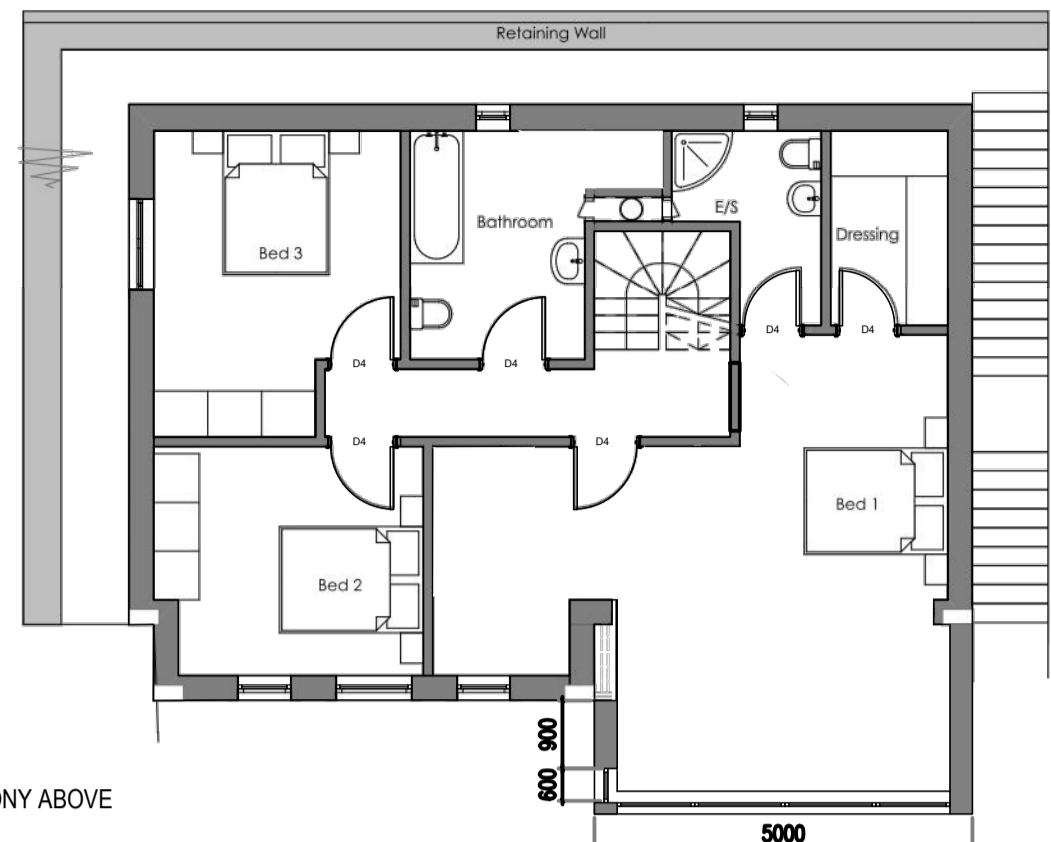 Retaining Wall
Bed 3
Bathroom
E/S
Dressing
D4
D4
D4
D4
D4
D4
Bed 1
Bed 2
900
600
ONY ABOVE
5000